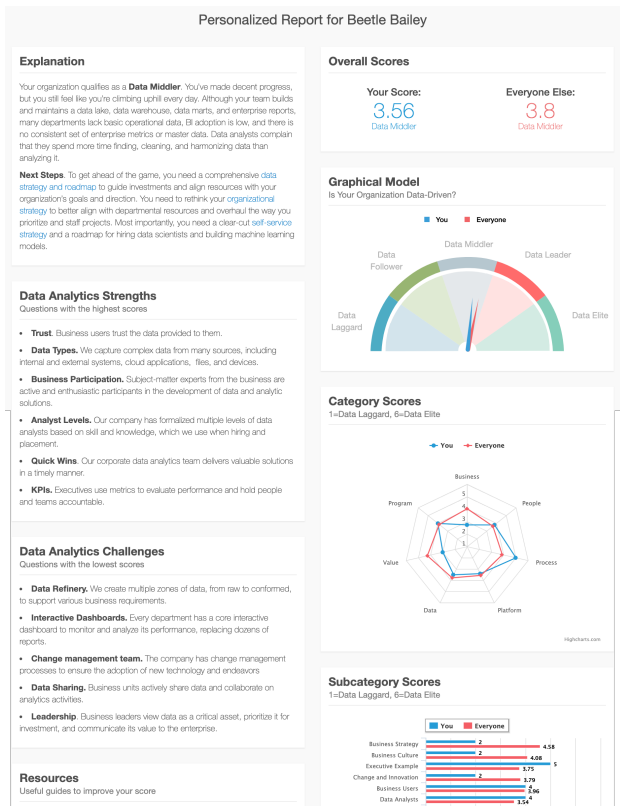 Personalized Report for Beetle Bailey
Explanation
Your organization qualifies as a Data Middler. You've made decent progress,
but you still feel like you're climbing uphill every day. Although your team builds
and maintains a data lake, data warehouse, data marts, and enterprise reports,
many departments lack basic operational data, BI adoption is low, and there is
no consistent set of enterprise metrics or master data. Data analysts complain
that they spend more time finding, cleaning, and harmonizing data than
analyzing it.
Next Steps. To get ahead of the game, you need a comprehensive data
strategy and roadmap to guide investments and align resources with your
organization's goals and direction. You need to rethink your organizational
strategy to better align with departmental resources and overhaul the way you
prioritize and staff projects. Most importantly, you need a clear-cut self-service
strategy and a roadmap for hiring data scientists and building machine learning
models.
Data Analytics Strengths
Questions with the highest scores
• Trust. Business users trust the data provided to them.
• Data Types. We capture complex data from many sources, including
internal and external systems, cloud applications, files, and devices.
• Business Participation. Subject-matter experts from the business are
active and enthusiastic participants in the development of data and analytic
solutions.
• Analyst Levels. Our company has formalized multiple levels of data
analysts based on skill and knowledge, which we use when hiring and
placement.
• Quick Wins. Our corporate data analytics team delivers valuable solutions
in a timely manner.
• KPIs. Executives use metrics to evaluate performance and hold people
and teams accountable.
Data Analytics Challenges
Questions with the lowest scores
• Data Refinery. We create multiple zones of data, from raw to conformed,
to support various business requirements.
• Interactive Dashboards. Every department has a core interactive
dashboard to monitor and analyze its performance, replacing dozens of
reports.
• Change management team. The company has change management
processes to ensure the adoption of new technology and endeavors
• Data Sharing. Business units actively share data and collaborate on
analytics activities.
• Leadership. Business leaders view data as a critical asset, prioritize it for
investment, and communicate its value to the enterprise.
Resources
Useful guides to improve your score
Overall Scores
Your Score:
3.56
Data Middler
Everyone Else:
3.8
Data Middler
Graphical Model
Is Your Organization Data-Driven?
You Everyone
Data Laggard
Data Follower
Data Middler
Data Leader
Data Elite
Category Scores
1=Data Laggard, 6=Data Elite
You Everyone
Business
People
Process
Platform
Data
Value
Program
5
4
3
2
1
Highcharts.com
Subcategory Scores
1=Data Laggard, 6=Data Elite
You Everyone
Business Strategy 2 4.58
Business Culture 2 4.08
Executive Example 5 3.75
Change and Innovation 2 3.79
Business Users 4 3.96
Data Analysts 4 3.54